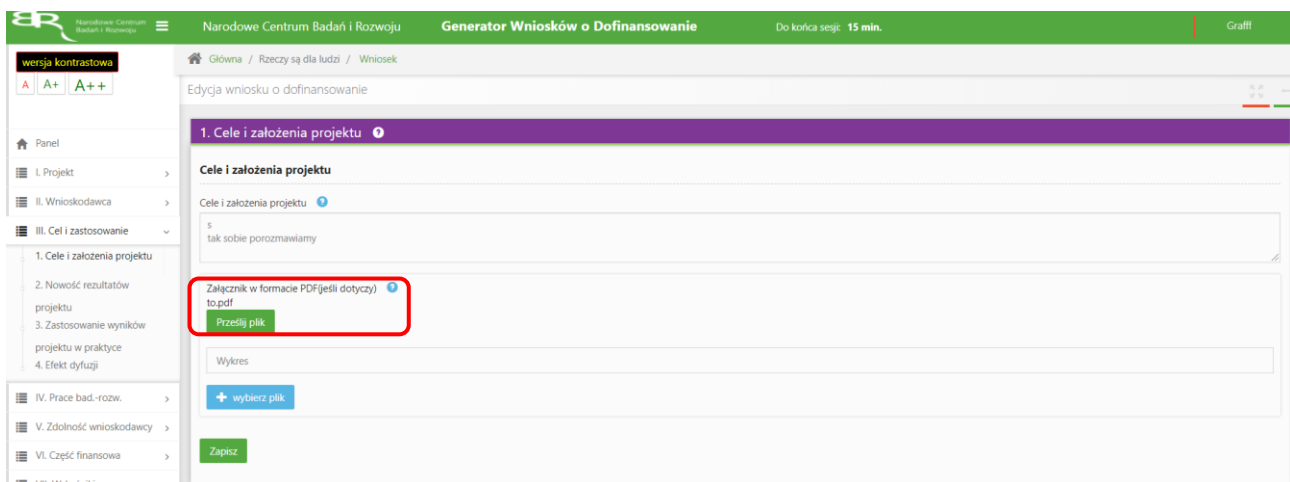 Narodowe Centrum
Badań i Rozwoju
Narodowe Centrum Badań i Rozwoju
Generator Wniosków o Dofinansowanie
Do końca sesji: 15 min.
Grafff
wersja kontrastowa
A A+ A++
Główna / Rzeczy są dla ludzi / Wniosek
Edycja wniosku o dofinansowanie
Panel
I. Projekt
II. Wnioskodawca
III. Cel i zastosowanie
1. Cele i założenia projektu
2. Nowość rezultatów
projektu
3. Zastosowanie wyników
projektu w praktyce
4. Efekt dyfuzji
IV. Prace bad.-rozw.
V. Zdolność wnioskodawcy
VI. Część finansowa
1. Cele i założenia projektu
Cele i założenia projektu
Cele i założenia projektu
s
tak sobie porozmawiamy
Załącznik w formacie PDF(jeśli dotyczy)
to.pdf
Prześlij plik
Wykres
+ wybierz plik
Zapisz